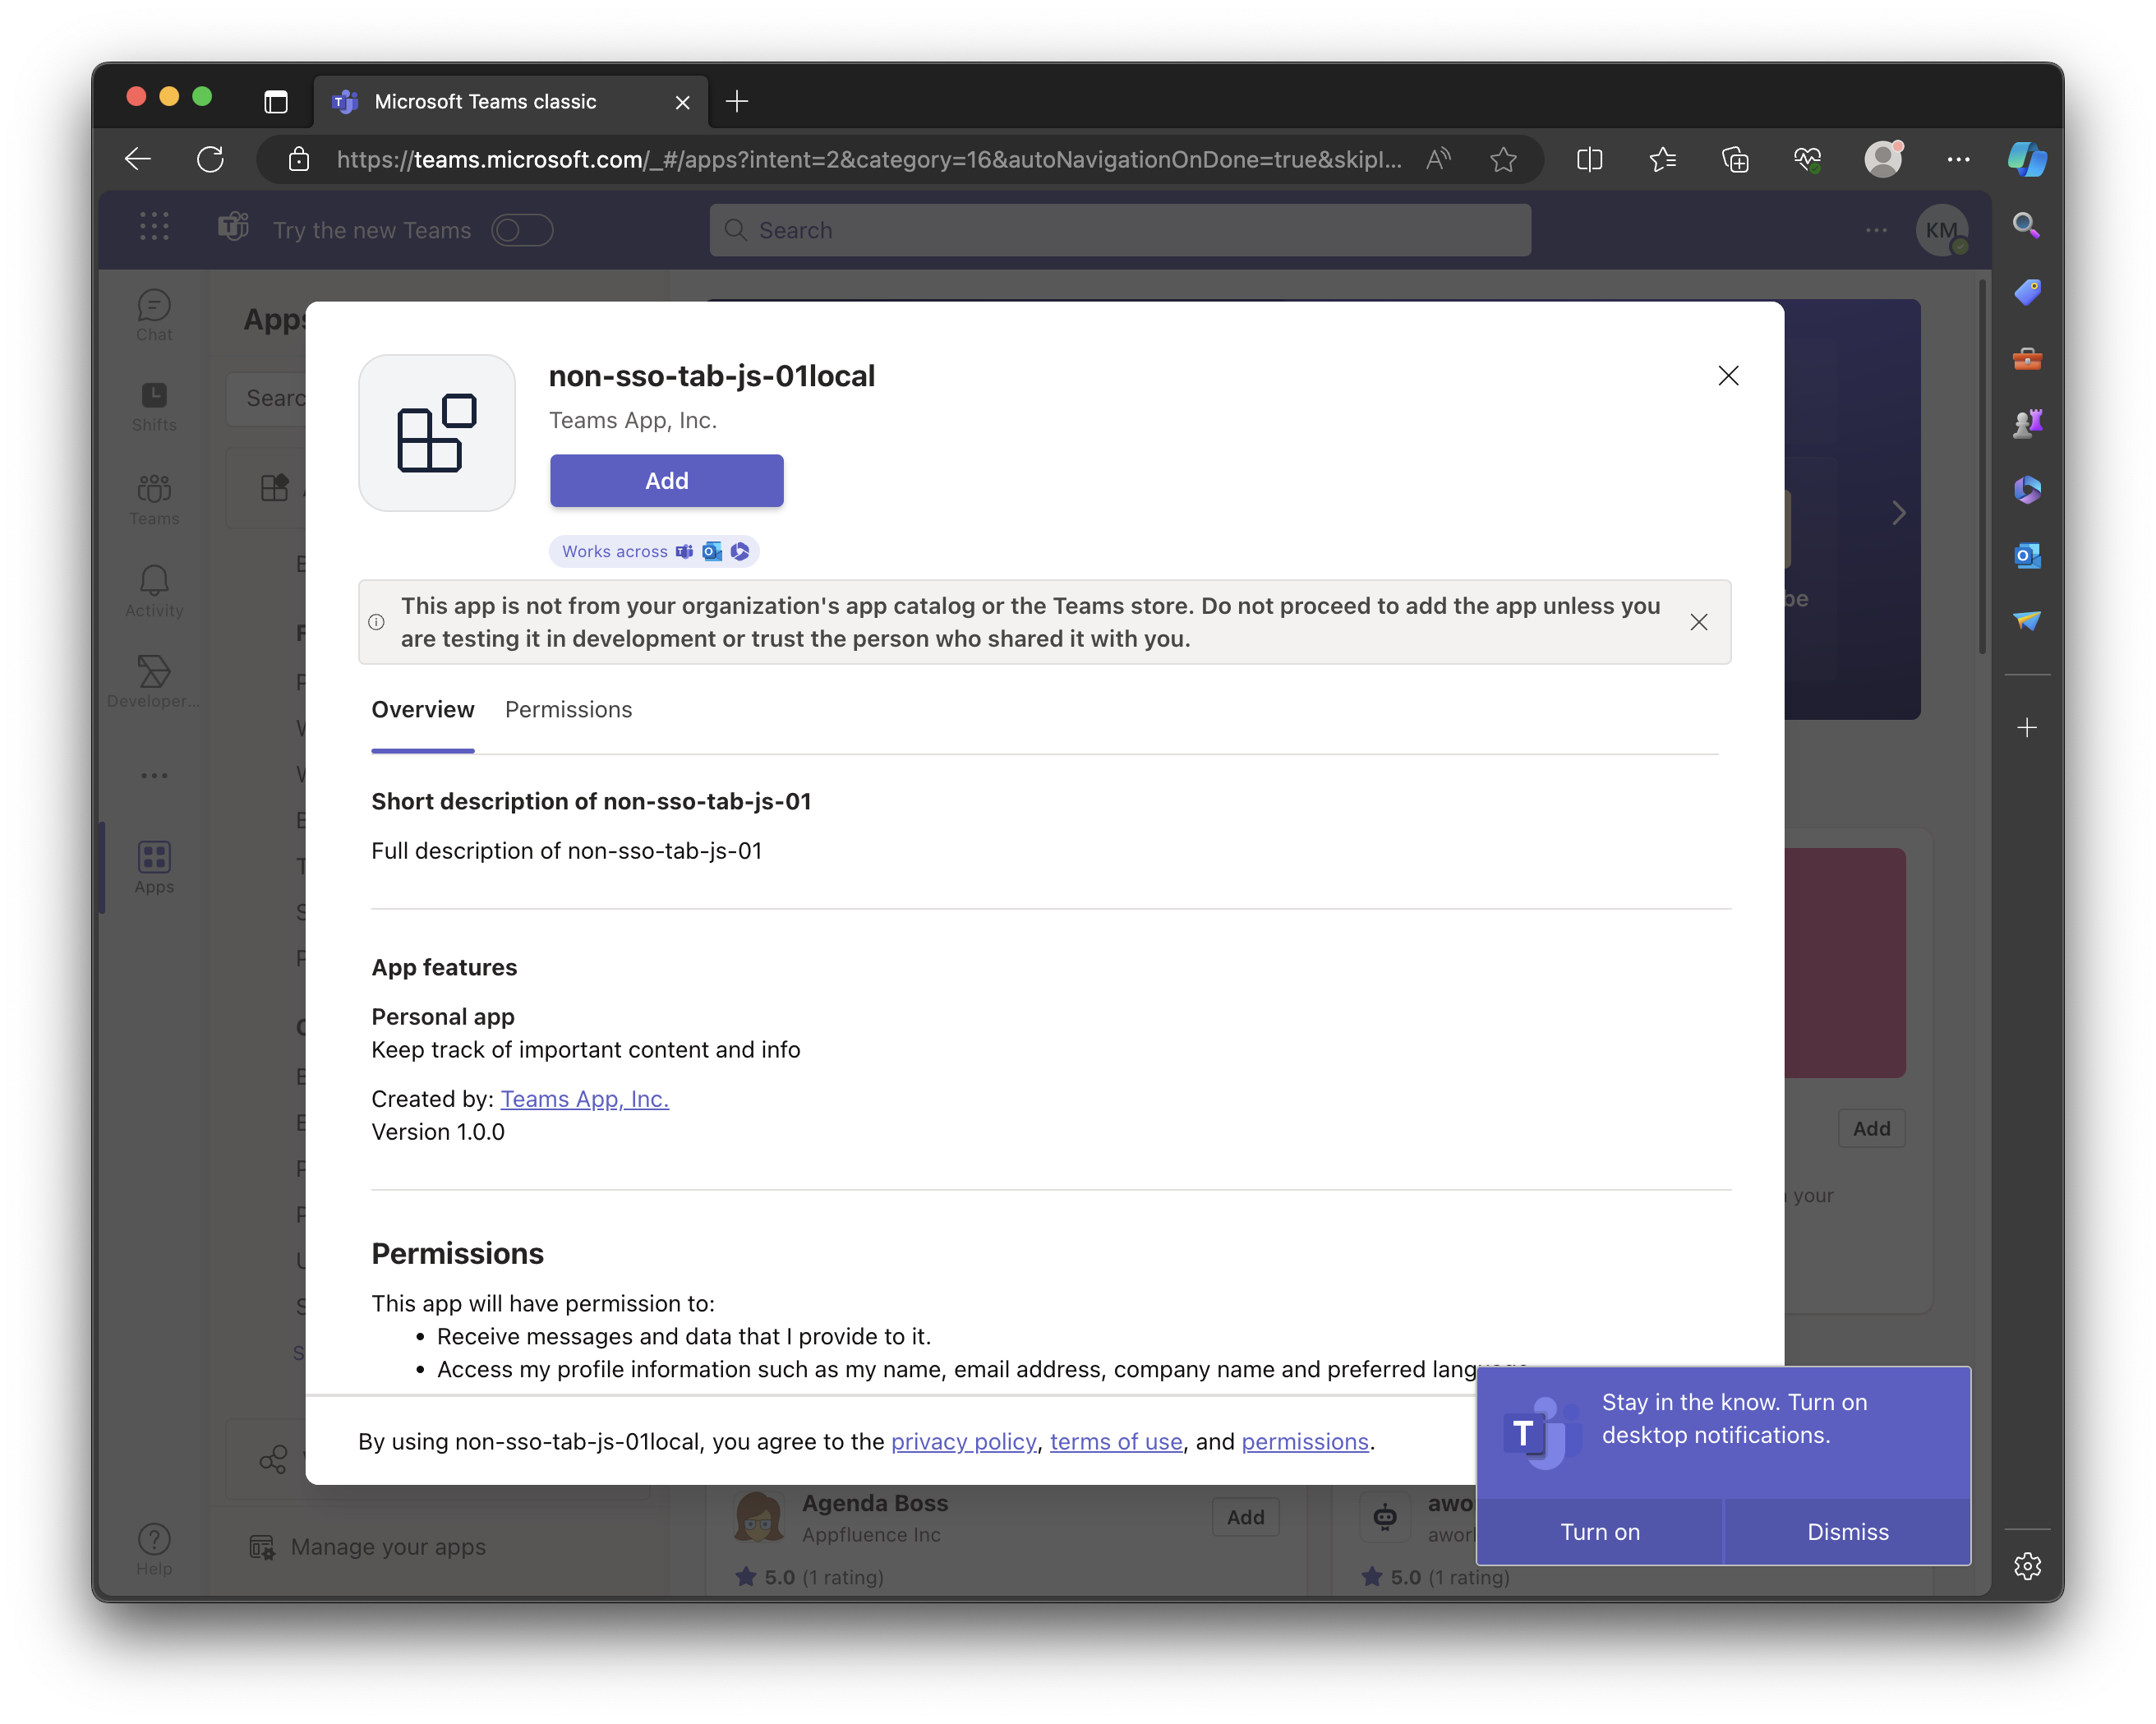 Microsoft Teams classic
https://teams.microsoft.com/_#/apps?intent=2&category=16&autoNavigationOnDone=true&skipI...
Try the new Teams
Search
KM
Chat
Shifts
Teams
Activity
Developer...
Apps
Help
Apps
Searc
non-sso-tab-js-01local
Teams App, Inc.
Add
Works across
This app is not from your organization's app catalog or the Teams store. Do not proceed to add the app unless you
are testing it in development or trust the person who shared it with you.
Overview Permissions
Short description of non-sso-tab-js-01
Full description of non-sso-tab-js-01
App features
Personal app
Keep track of important content and info
Created by: Teams App, Inc.
Version 1.0.0
Permissions
This app will have permission to:
• Receive messages and data that I provide to it.
• Access my profile information such as my name, email address, company name and preferred language
By using non-sso-tab-js-01local, you agree to the privacy policy, terms of use, and permissions.
be
Add
your
Stay in the know. Turn on
desktop notifications.
Turn on Dismiss
Manage your apps
Agenda Boss
Appfluence Inc
Add
5.0 (1 rating)
awo
awor
5.0 (1 rating)